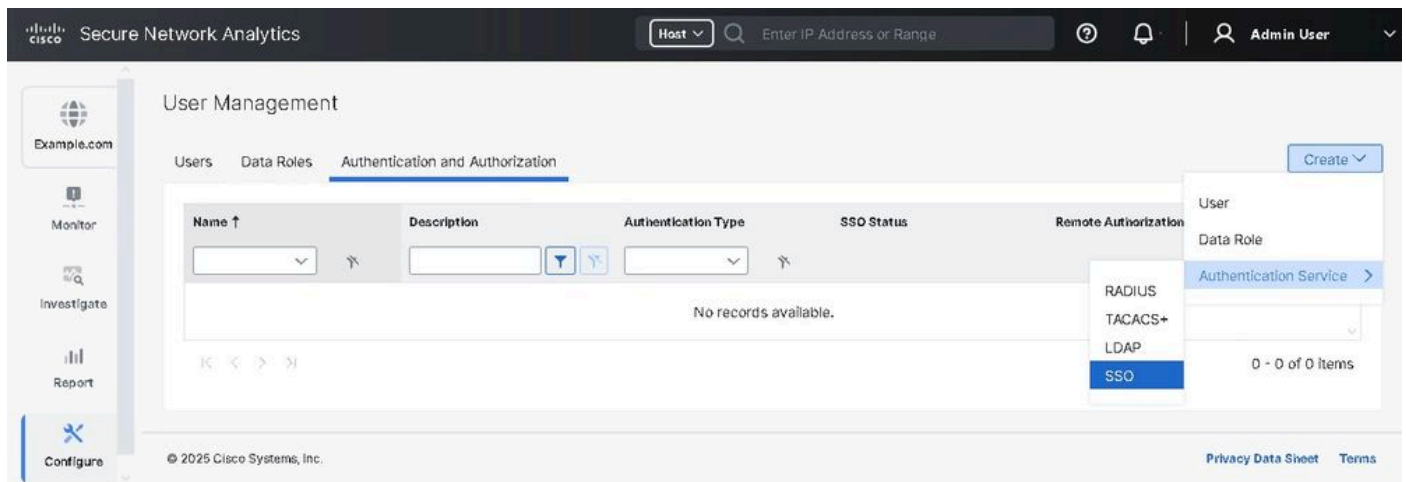 cisco Secure Network Analytics
Host Enter IP Address or Range
Admin User
Example.com
Monitor
Investigate
Report
Configure
User Management
Users Data Roles Authentication and Authorization
Create
User
Data Role
Authentication Service
RADIUS
TACACS+
LDAP
SSO
Name ↑ Description Authentication Type SSO Status Remote Authorization
No records available.
0 - 0 of 0 items
© 2025 Cisco Systems, Inc.
Privacy Data Sheet Terms